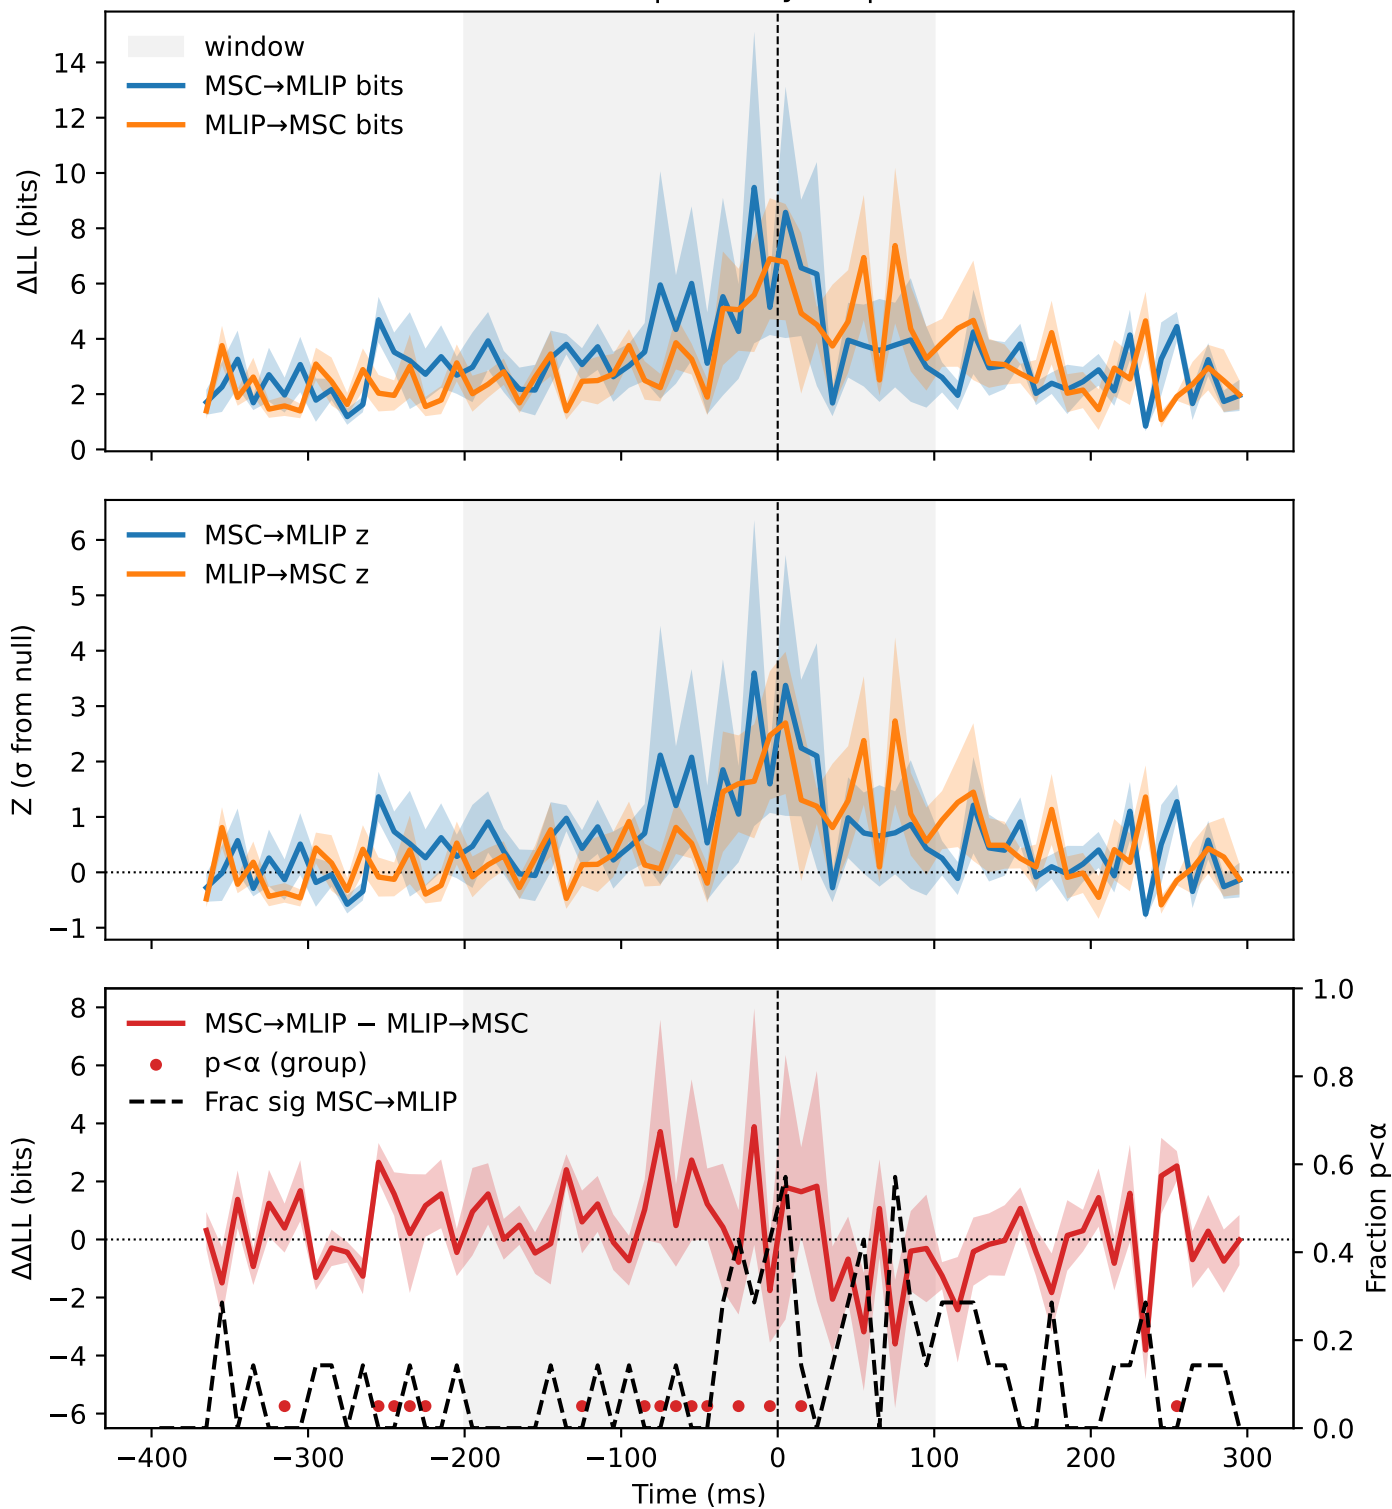 window
MSC→MLIP bits
MLIP→MSC bits
ΔLL (bits)
14
12
10
8
6
4
2
0
MSC→MLIP z
MLIP→MSC z
Z (σ from null)
6
5
4
3
2
1
0
−1
MSC→MLIP − MLIP→MSC
p<α (group)
Frac sig MSC→MLIP
ΔΔLL (bits)
8
6
4
2
0
−2
−4
−6
1.0
0.8
0.6
0.4
0.2
0.0
Fraction p<α
−400 −300 −200 −100 0 100 200 300
Time (ms)